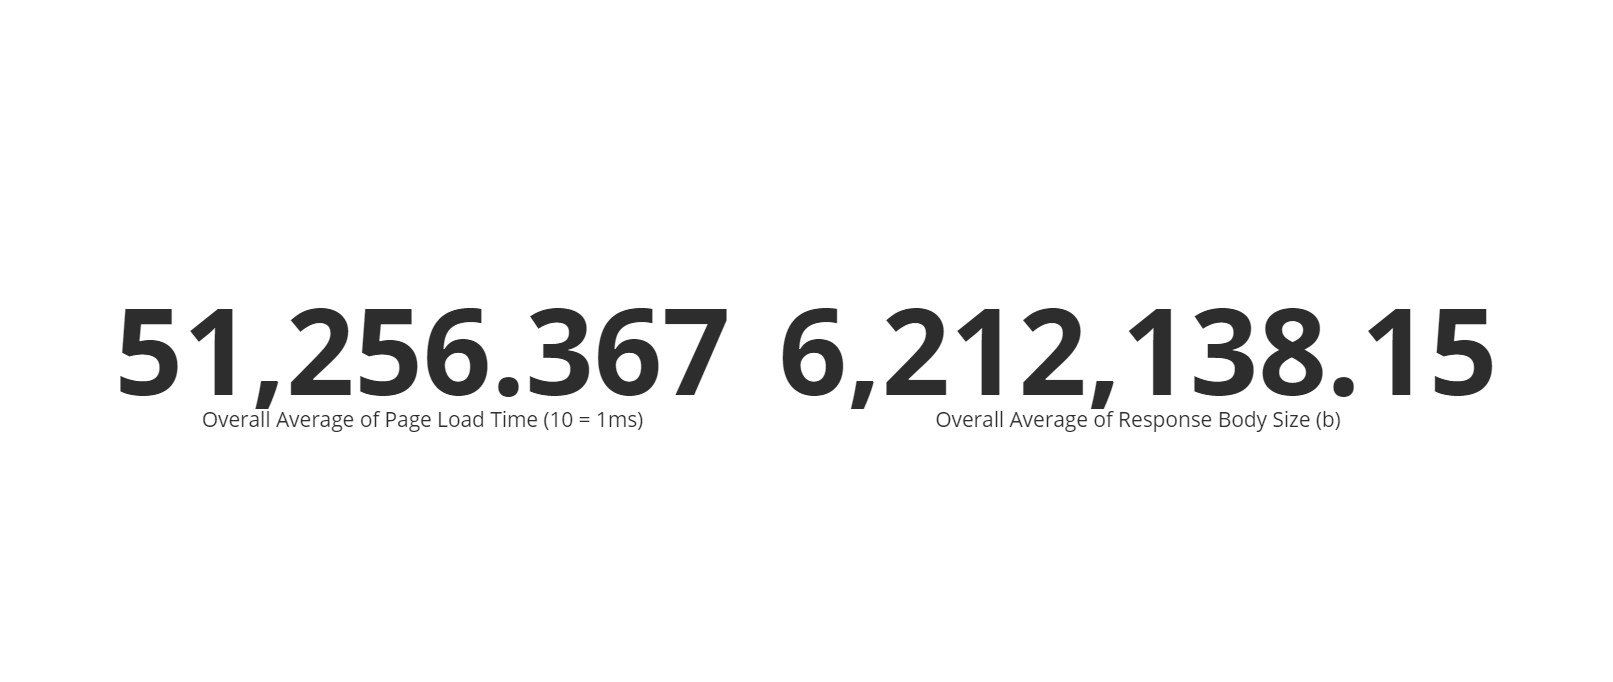 51,256.367
Overall Average of Page Load Time (10 = 1ms)
6,212,138.15
Overall Average of Response Body Size (b)